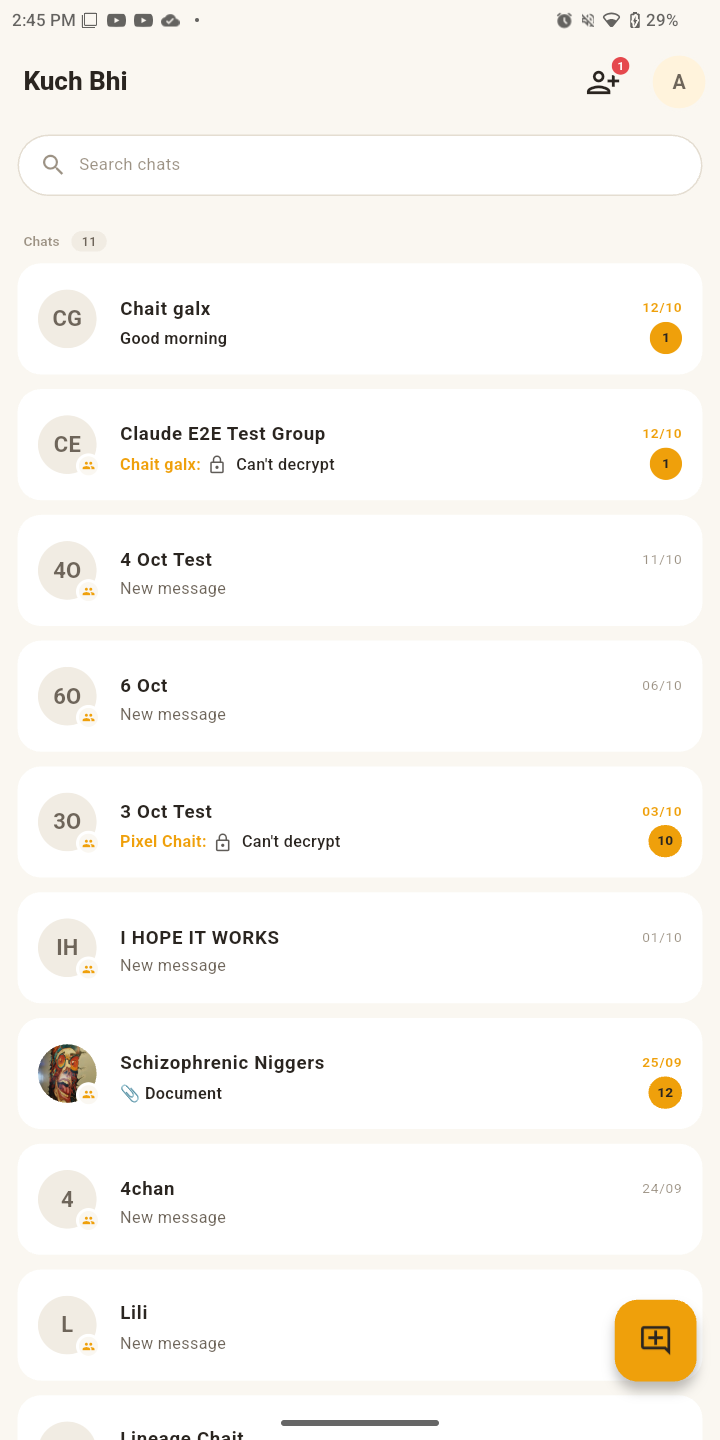 2:45 PM
29%
Kuch Bhi
1
A
Search chats
Chats 11
CG
Chait galx
12/10
Good morning
1
CE
Claude E2E Test Group
12/10
Chait galx: Can't decrypt
1
4O
4 Oct Test
11/10
New message
6O
6 Oct
06/10
New message
3O
3 Oct Test
03/10
Pixel Chait: Can't decrypt
10
IH
I HOPE IT WORKS
01/10
New message
Schizophrenic Niggers
25/09
📎 Document
12
4
4chan
24/09
New message
L
Lili
New message
Lineage Chait